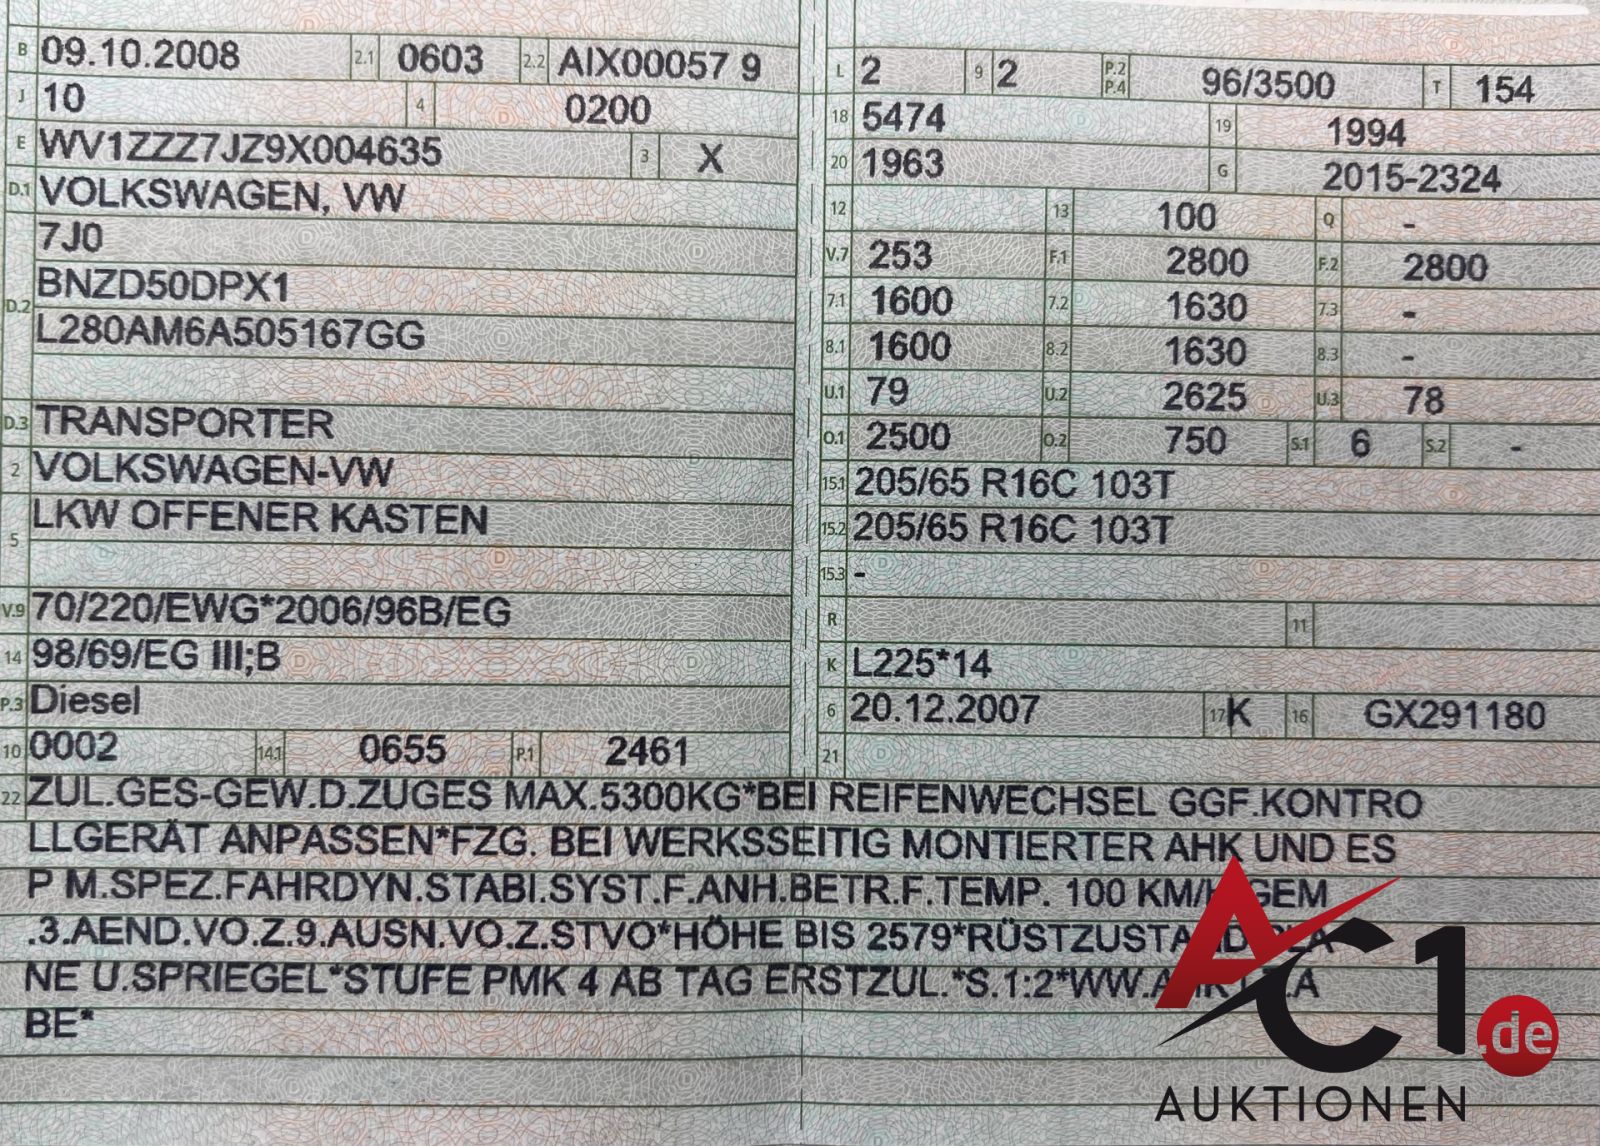 B 09.10.2008 2.1 0603 2.2 AIX00057 9
J 10 4 0200
E WV1ZZZ7JZ9X004635 3 X
D.1 VOLKSWAGEN, VW
7J0
D.2 BNZD50DPX1
L280AM6A505167GG
D.3 TRANSPORTER
2 VOLKSWAGEN-VW
5 LKW OFFENER KASTEN
V.9 70/220/EWG*2006/96B/EG
14 98/69/EG III;B
P.3 Diesel
10 0002 14.1 0655 P.1 2461
L 2 9 2 P.2 P.4 96/3500 T 154
18 5474 19 1994
20 1963 G 2015-2324
12 13 100 Q -
V.7 253 F.1 2800 F.2 2800
7.1 1600 7.2 1630 7.3 -
8.1 1600 8.2 1630 8.3 -
U.1 79 U.2 2625 U.3 78
O.1 2500 O.2 750 S.1 6 S.2 -
15.1 205/65 R16C 103T
15.2 205/65 R16C 103T
15.3 -
R 11
K L225*14
6 20.12.2007 17 K 16 GX291180
21
22 ZUL.GES-GEW.D.ZUGES MAX.5300KG*BEI REIFENWECHSEL GGF.KONTRO
LLGERÄT ANPASSEN*FZG. BEI WERKSSEITIG MONTIERTER AHK UND ES
P M.SPEZ.FAHRDYN.STABI.SYST.F.ANH.BETR.F.TEMP. 100 KM/H GEM
.3.AEND.VO.Z.9.AUSN.VO.Z.STVO*HÖHE BIS 2579*RÜSTZUSTAND PLA
NE U.SPRIEGEL*STUFE PMK 4 AB TAG ERSTZUL.*S.1:2*WW.AHK
BE*
AC1.de
AUKTIONEN